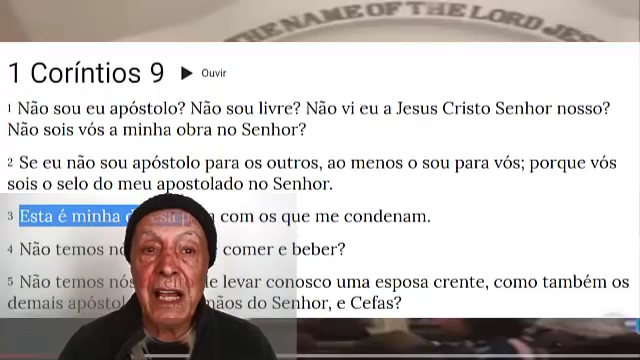 THE NAME OF THE LORD JES
1 Coríntios 9 Ouvir
1 Não sou eu apóstolo? Não sou livre? Não vi eu a Jesus Cristo Senhor nosso?
Não sois vós a minha obra no Senhor?
2 Se eu não sou apóstolo para os outros, ao menos o sou para vós; porque vós
sois o selo do meu apostolado no Senhor.
3 Esta é minha com os que me condenam.
4 Não temos comer e beber?
5 Não temos nós de levar conosco uma esposa crente, como também os
demais do Senhor, e Cefas?